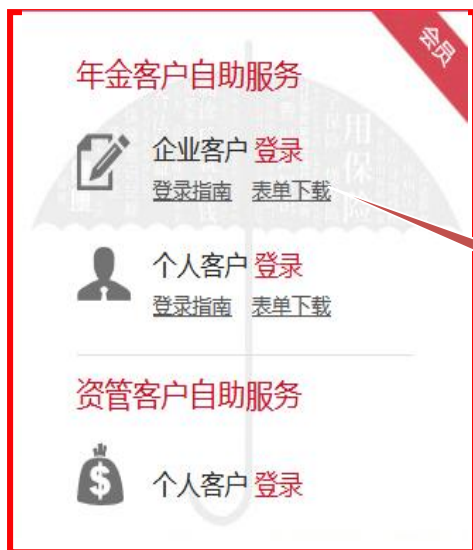 会员
年金客户自助服务
企业客户 登录
登录指南 表单下载
个人客户 登录
登录指南 表单下载
资管客户自助服务
个人客户 登录